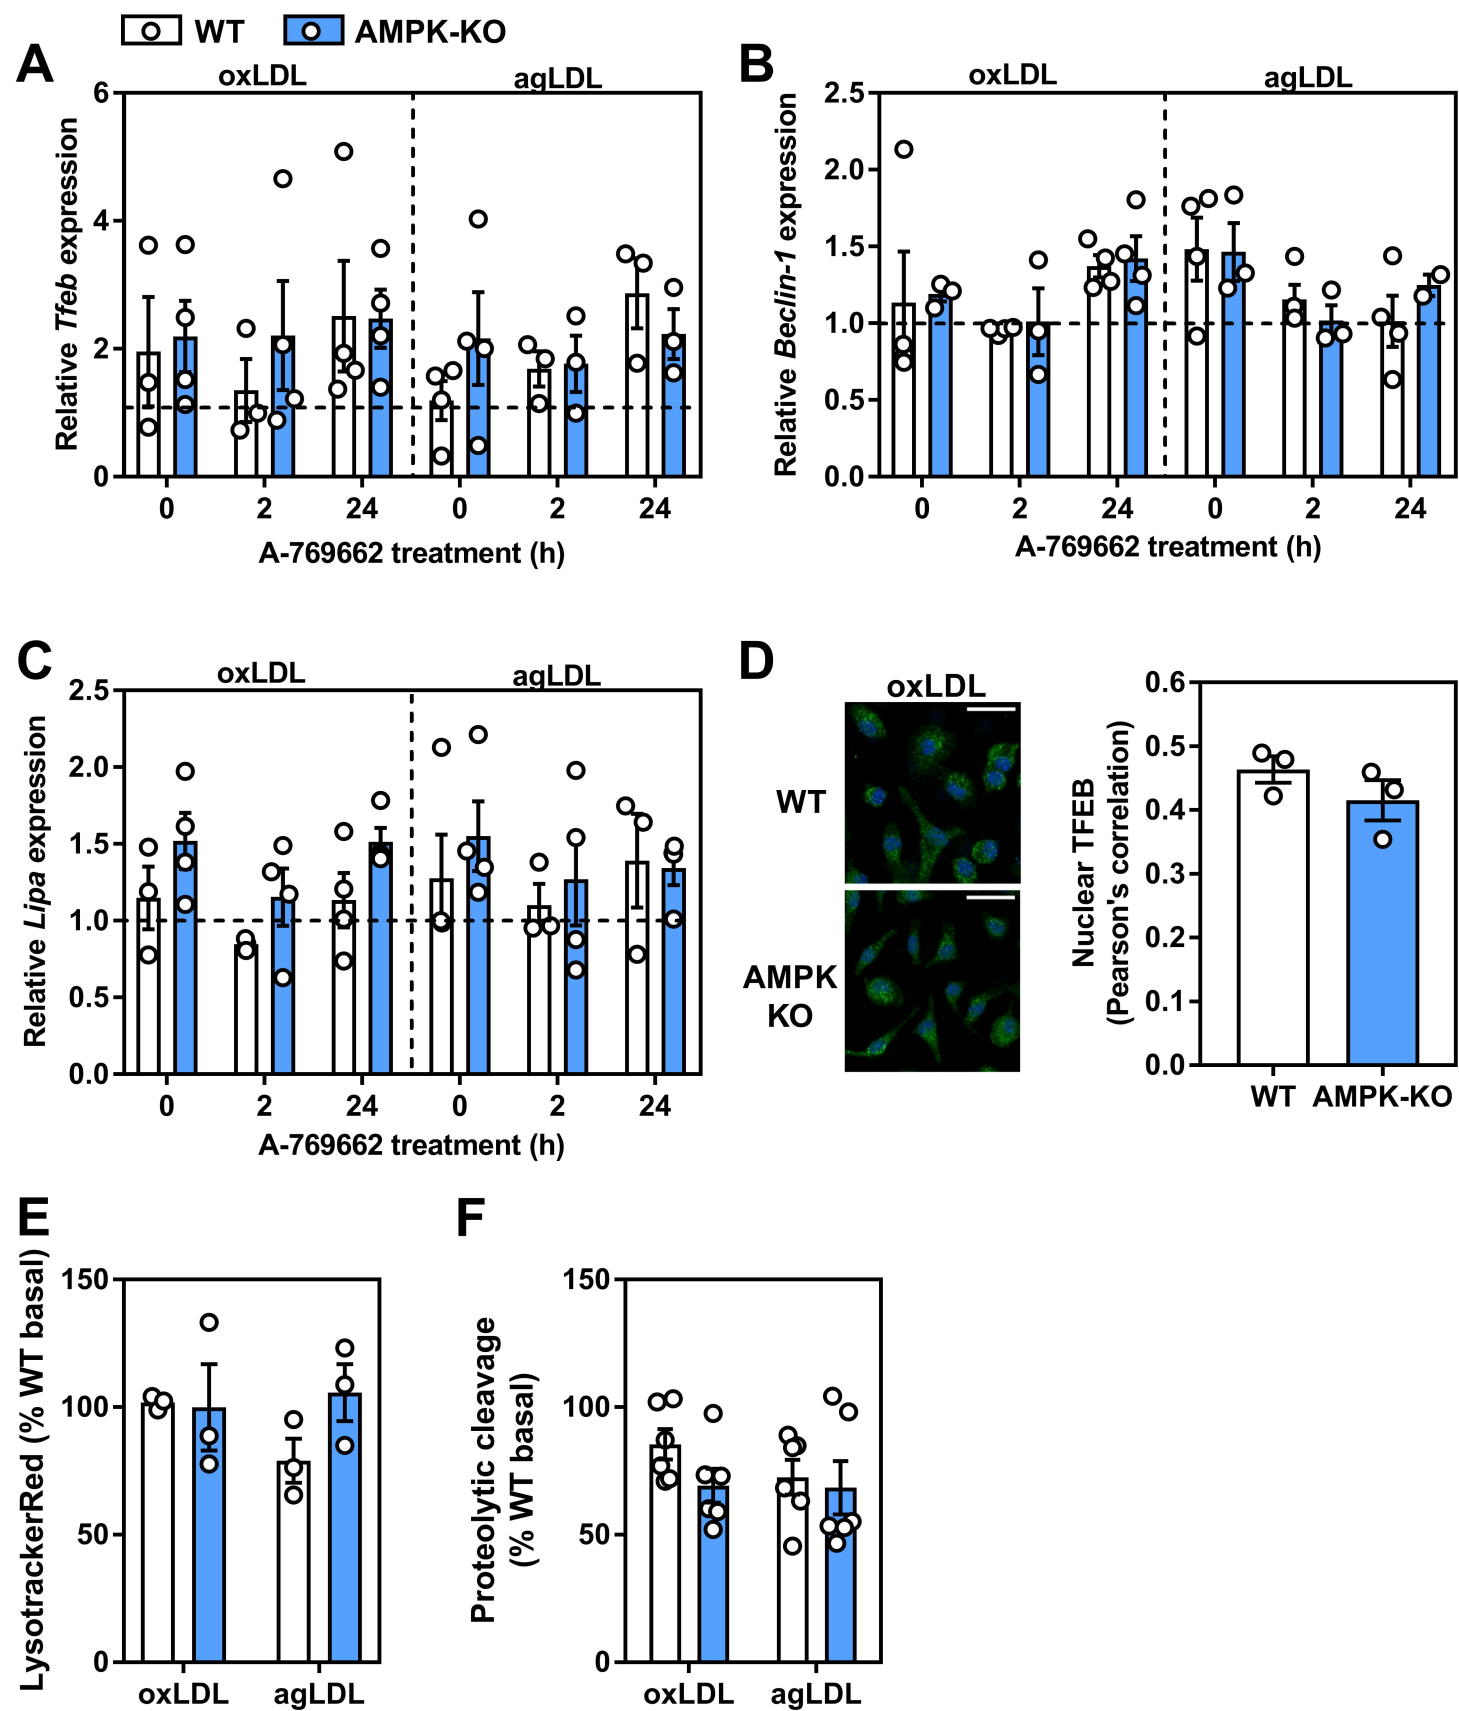 WT AMPK-KO
A
oxLDL agLDL
Relative Tfeb expression
6
4
2
0
0 2 24 0 2 24
A-769662 treatment (h)
B
oxLDL agLDL
Relative Beclin-1 expression
2.5
2.0
1.5
1.0
0.5
0.0
0 2 24 0 2 24
A-769662 treatment (h)
C
oxLDL agLDL
Relative Lipa expression
2.5
2.0
1.5
1.0
0.5
0.0
0 2 24 0 2 24
A-769662 treatment (h)
D
oxLDL
WT
AMPK
KO
Nuclear TFEB
(Pearson's correlation)
0.6
0.5
0.4
0.3
0.2
0.1
0.0
WT AMPK-KO
E
LysotrackerRed (% WT basal)
150
100
50
0
oxLDL agLDL
F
Proteolytic cleavage
(% WT basal)
150
100
50
0
oxLDL agLDL